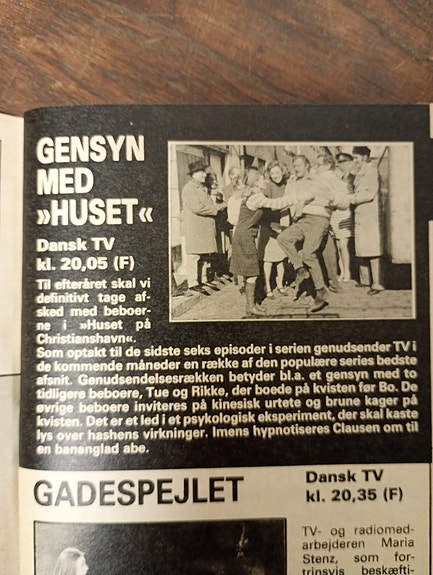 GENSYN
MED
»HUSET«
Dansk TV
kl. 20,05 (F)
Til efteråret skal vi
definitivt tage af-
sked med beboer-
ne i »Huset på
Christianshavn«.
Som optakt til de sidste seks episoder i serien genudsender TV i
de kommende måneder en række af den populære series bedste
afsnit. Genudsendelsesrækken betyder bl.a. et gensyn med to
tidligere beboere, Tue og Rikke, der boede på kvisten før Bo. De
øvrige beboere inviteres på kinesisk urtete og brune kager på
kvisten. Det er et led i et psykologisk eksperiment, der skal kaste
lys over hashens virkninger. Imens hypnotiseres Clausen om til
en bananglad abe.
GADESPEJLET
Dansk TV
kl. 20,35 (F)
TV- og radiomed-
arbejderen Maria
Stenz, som for-
trinsvis beskæfti-